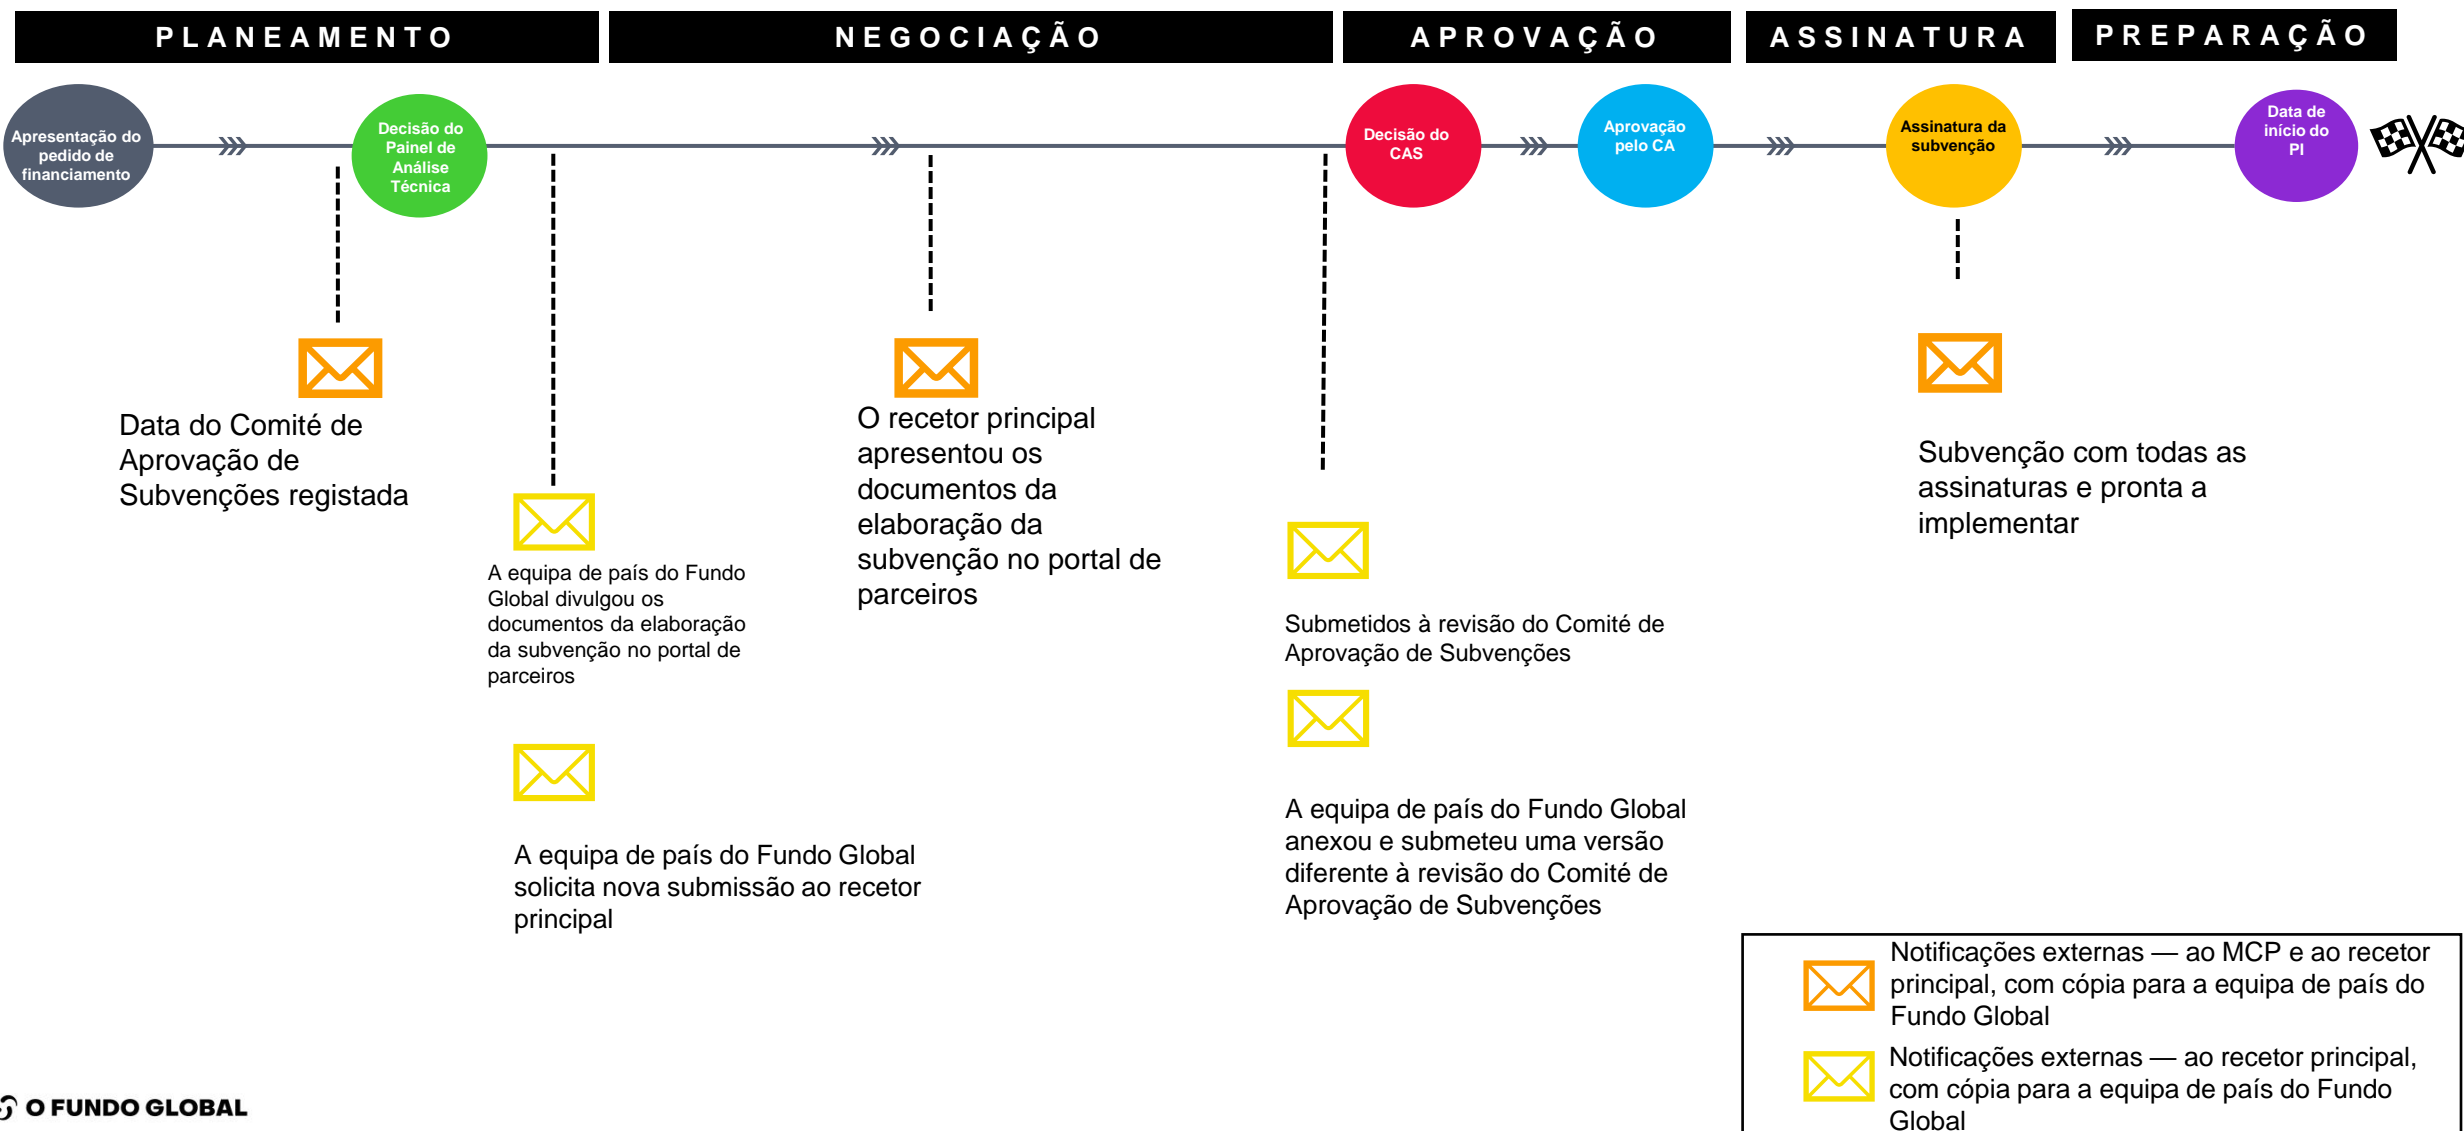 PLANEAMENTO
NEGOCIAÇÃO
APROVAÇÃO
ASSINATURA
PREPARAÇÃO
Apresentação do
pedido de
financiamento
Decisão do
Painel de
Análise
Técnica
Decisão do
CAS
Aprovação
pelo CA
Assinatura da
subvenção
Data de
início do
PI
Data do Comité de
Aprovação de
Subvenções registada
A equipa de país do Fundo
Global divulgou os
documentos da elaboração
da subvenção no portal de
parceiros
A equipa de país do Fundo Global
solicita nova submissão ao recetor
principal
O recetor principal
apresentou os
documentos da
elaboração da
subvenção no portal de
parceiros
Submetidos à revisão do Comité de
Aprovação de Subvenções
A equipa de país do Fundo Global
anexou e submeteu uma versão
diferente à revisão do Comité de
Aprovação de Subvenções
Subvenção com todas as
assinaturas e pronta a
implementar
Notificações externas — ao MCP e ao recetor
principal, com cópia para a equipa de país do
Fundo Global
Notificações externas — ao recetor principal,
com cópia para a equipa de país do Fundo
Global
O FUNDO GLOBAL